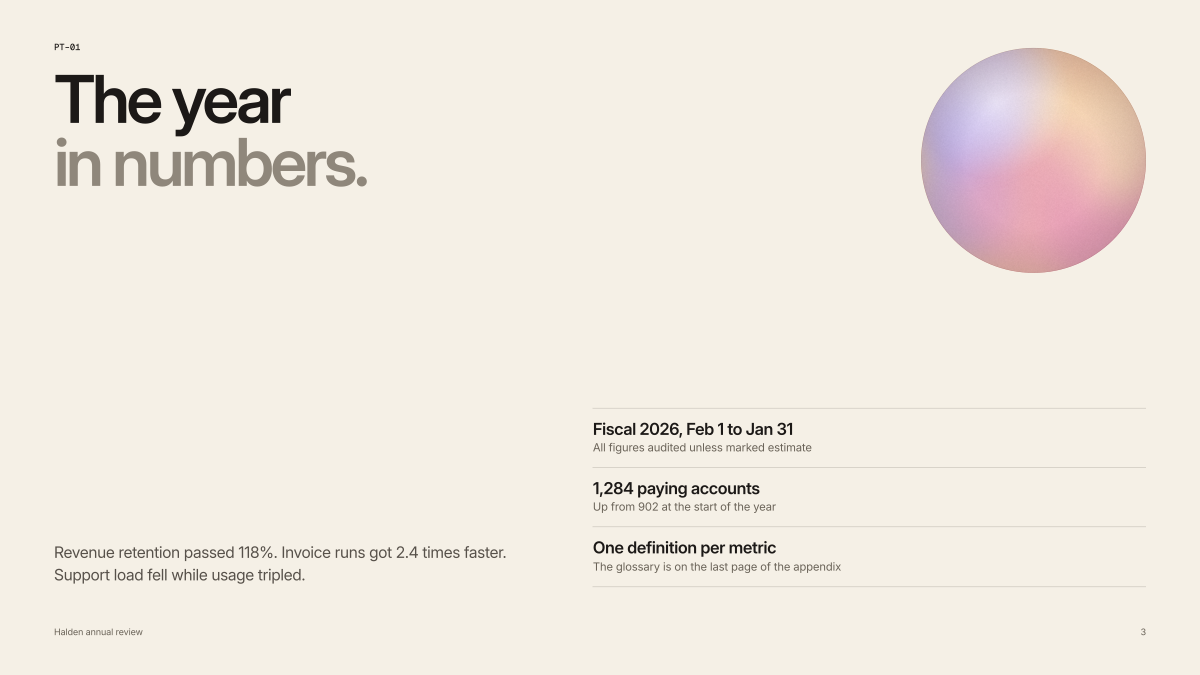 PT-01
The year
in numbers.
Revenue retention passed 118%. Invoice runs got 2.4 times faster.
Support load fell while usage tripled.
Fiscal 2026, Feb 1 to Jan 31
All figures audited unless marked estimate
1,284 paying accounts
Up from 902 at the start of the year
One definition per metric
The glossary is on the last page of the appendix
Halden annual review
3